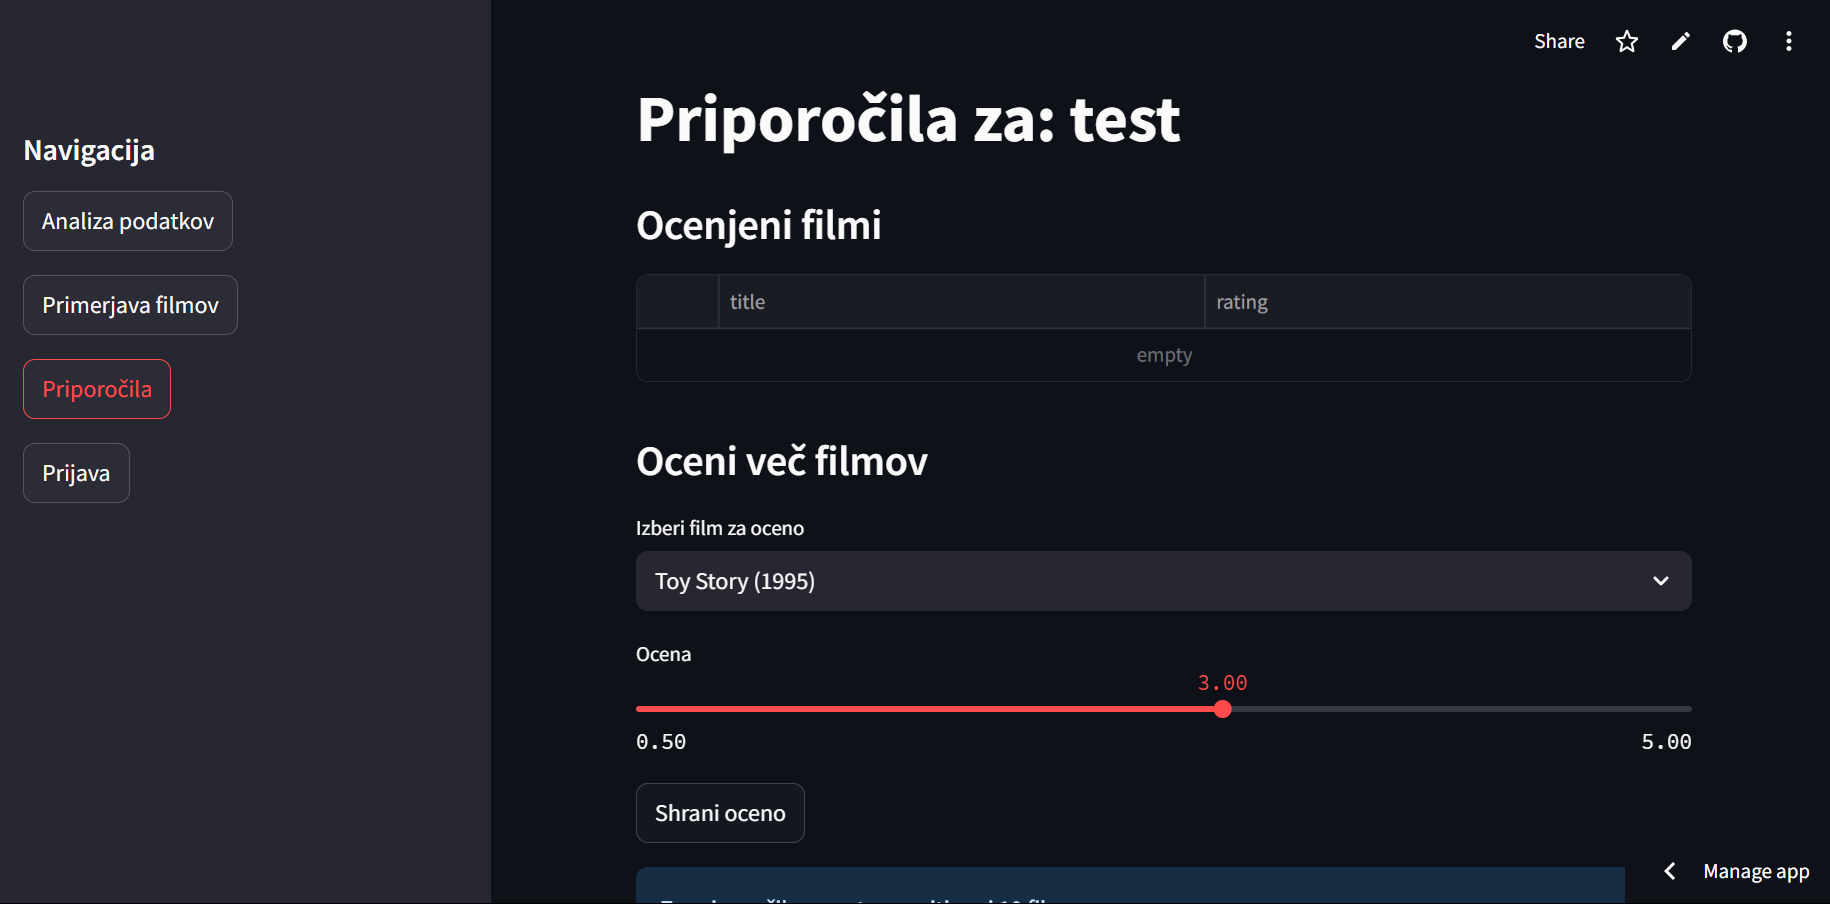 Share
Navigacija
Analiza podatkov
Primerjava filmov
Priporočila
Prijava
Priporočila za: test
Ocenjeni filmi
title rating
empty
Oceni več filmov
Izberi film za oceno
Toy Story (1995)
Ocena
3.00
0.50 5.00
Shrani oceno
Manage app